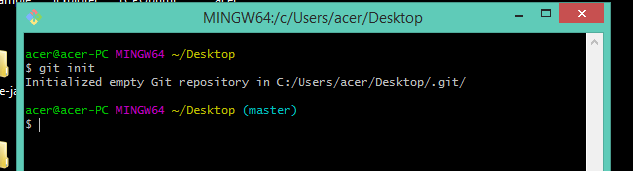 MINGW64:/c/Users/acer/Desktop
acer@acer-PC MINGW64 ~/Desktop
$ git init
Initialized empty Git repository in C:/Users/acer/Desktop/.git/
acer@acer-PC MINGW64 ~/Desktop (master)
$